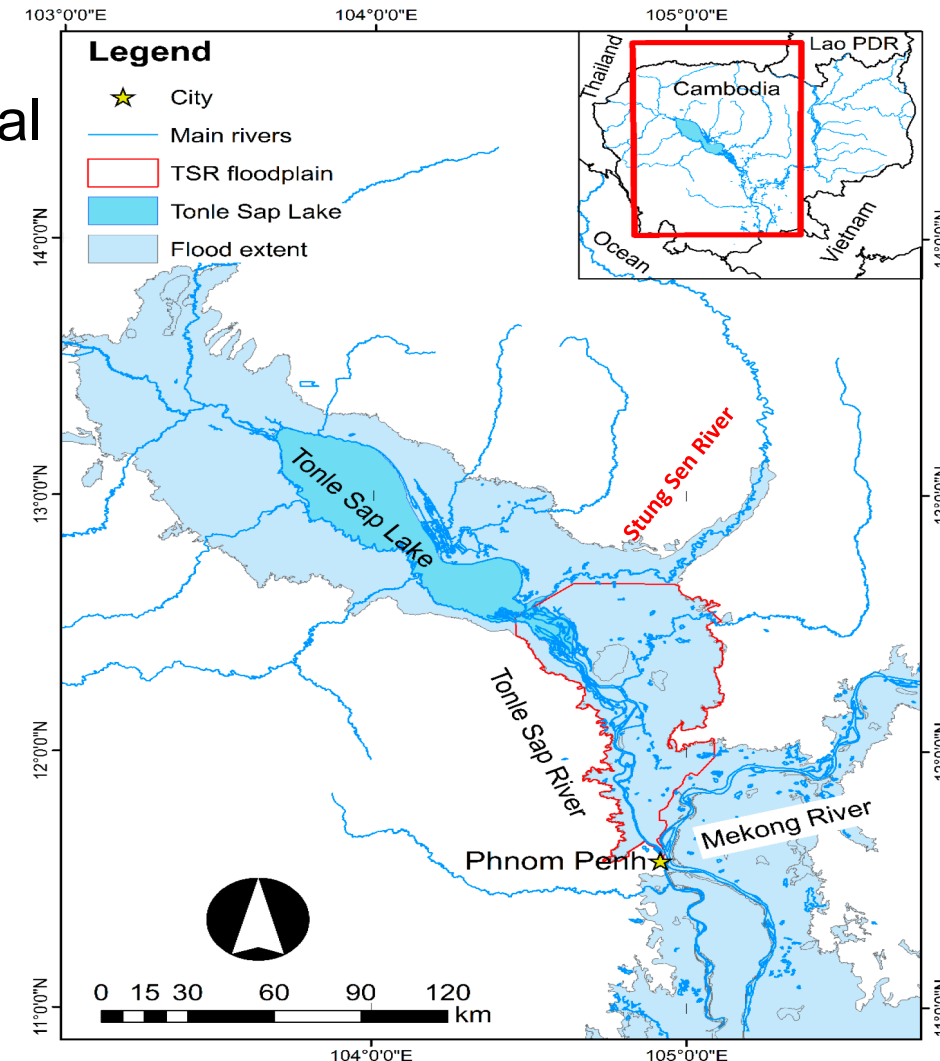 103°0'0"E
104°0'0"E
105°0'0"E
al
Legend
City
Main rivers
TSR floodplain
Tonle Sap Lake
Flood extent
Thailand
Lao PDR
Cambodia
Vietnam
Ocean
14°0'0"N
13°0'0"N
12°0'0"N
11°0'0"N
Stung Sen River
Tonle Sap Lake
Tonle Sap River
Mekong River
Phnom Penh
0 15 30 60 90 120
km
104°0'0"E
105°0'0"E